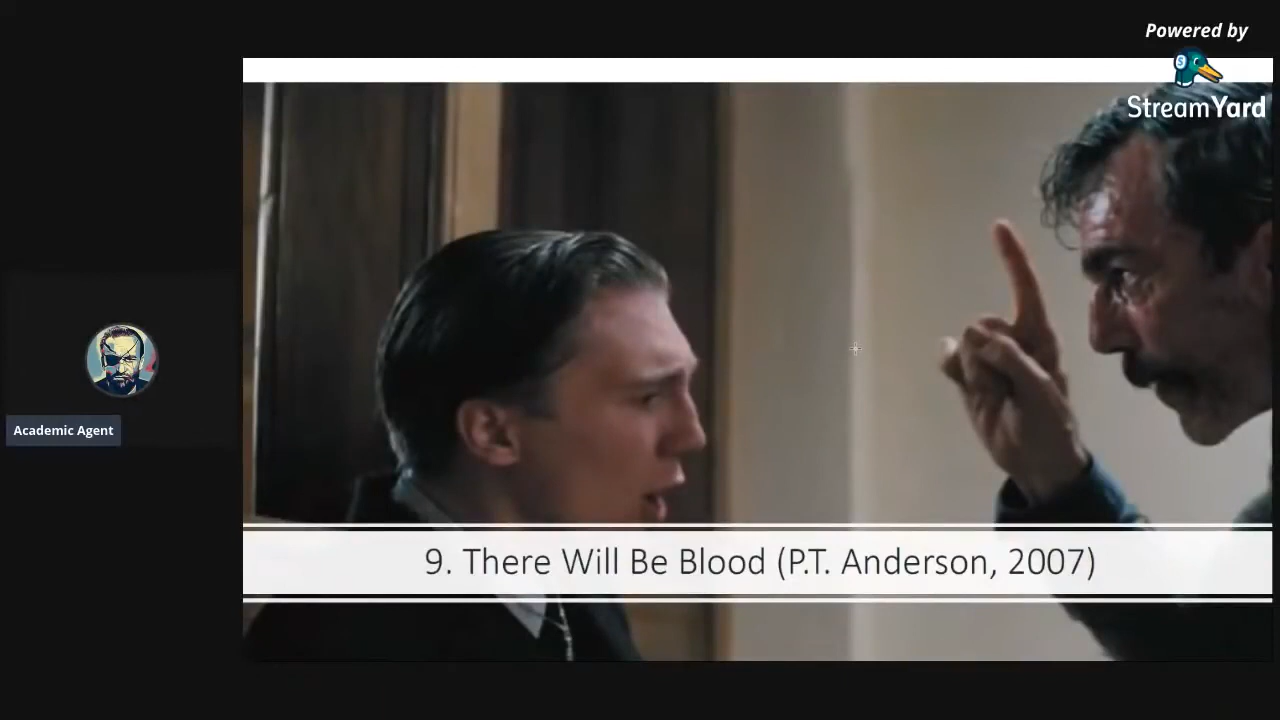 Powered by
StreamYard
Academic Agent
9. There Will Be Blood (P.T. Anderson, 2007)